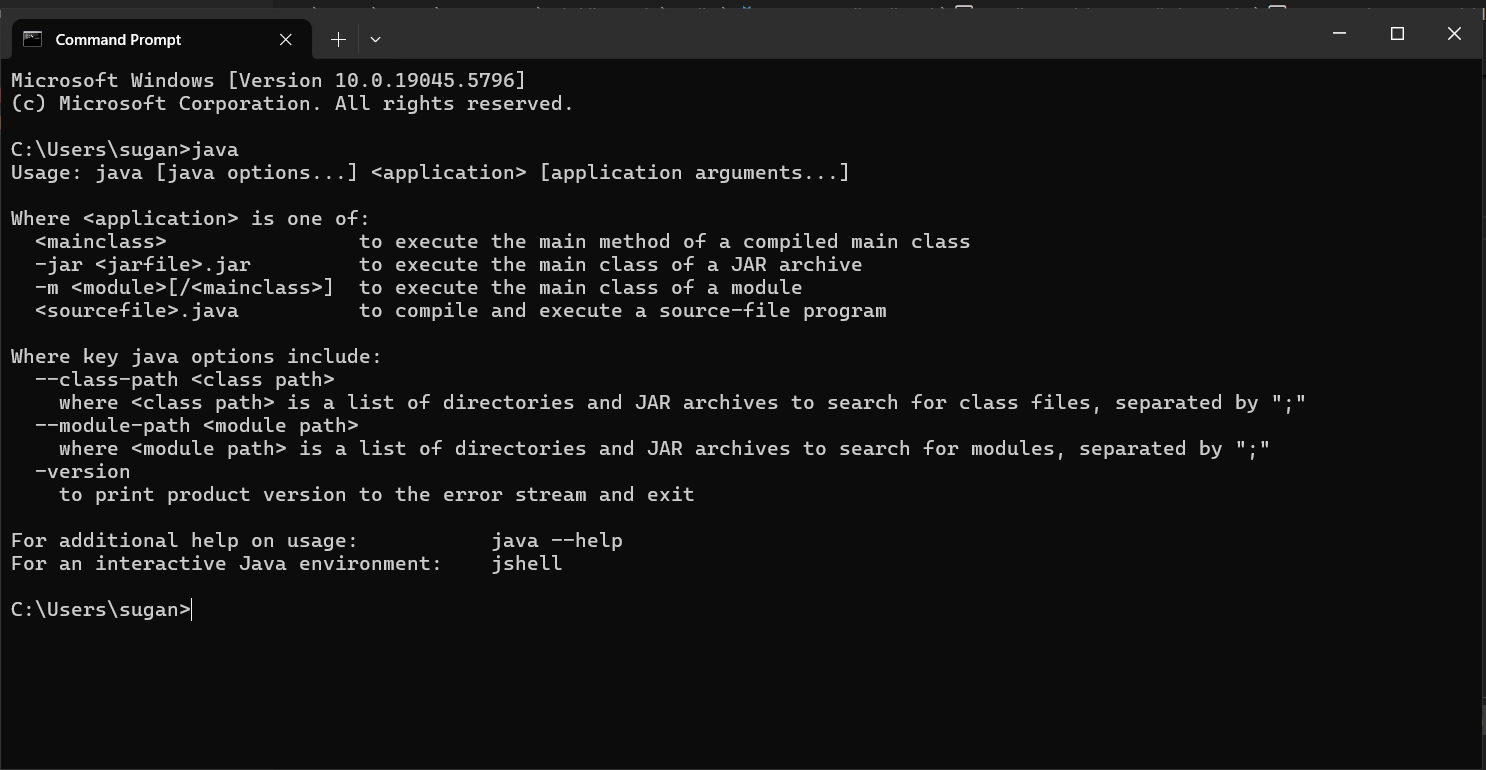 Command Prompt
Microsoft Windows [Version 10.0.19045.5796]
(c) Microsoft Corporation. All rights reserved.
C:\Users\sugan>java
Usage: java [java options...] <application> [application arguments...]
Where <application> is one of:
<mainclass> to execute the main method of a compiled main class
-jar <jarfile>.jar to execute the main class of a JAR archive
-m <module>[/<mainclass>] to execute the main class of a module
<sourcefile>.java to compile and execute a source-file program
Where key java options include:
--class-path <class path>
where <class path> is a list of directories and JAR archives to search for class files, separated by ";"
--module-path <module path>
where <module path> is a list of directories and JAR archives to search for modules, separated by ";"
-version
to print product version to the error stream and exit
For additional help on usage: java --help
For an interactive Java environment: jshell
C:\Users\sugan>